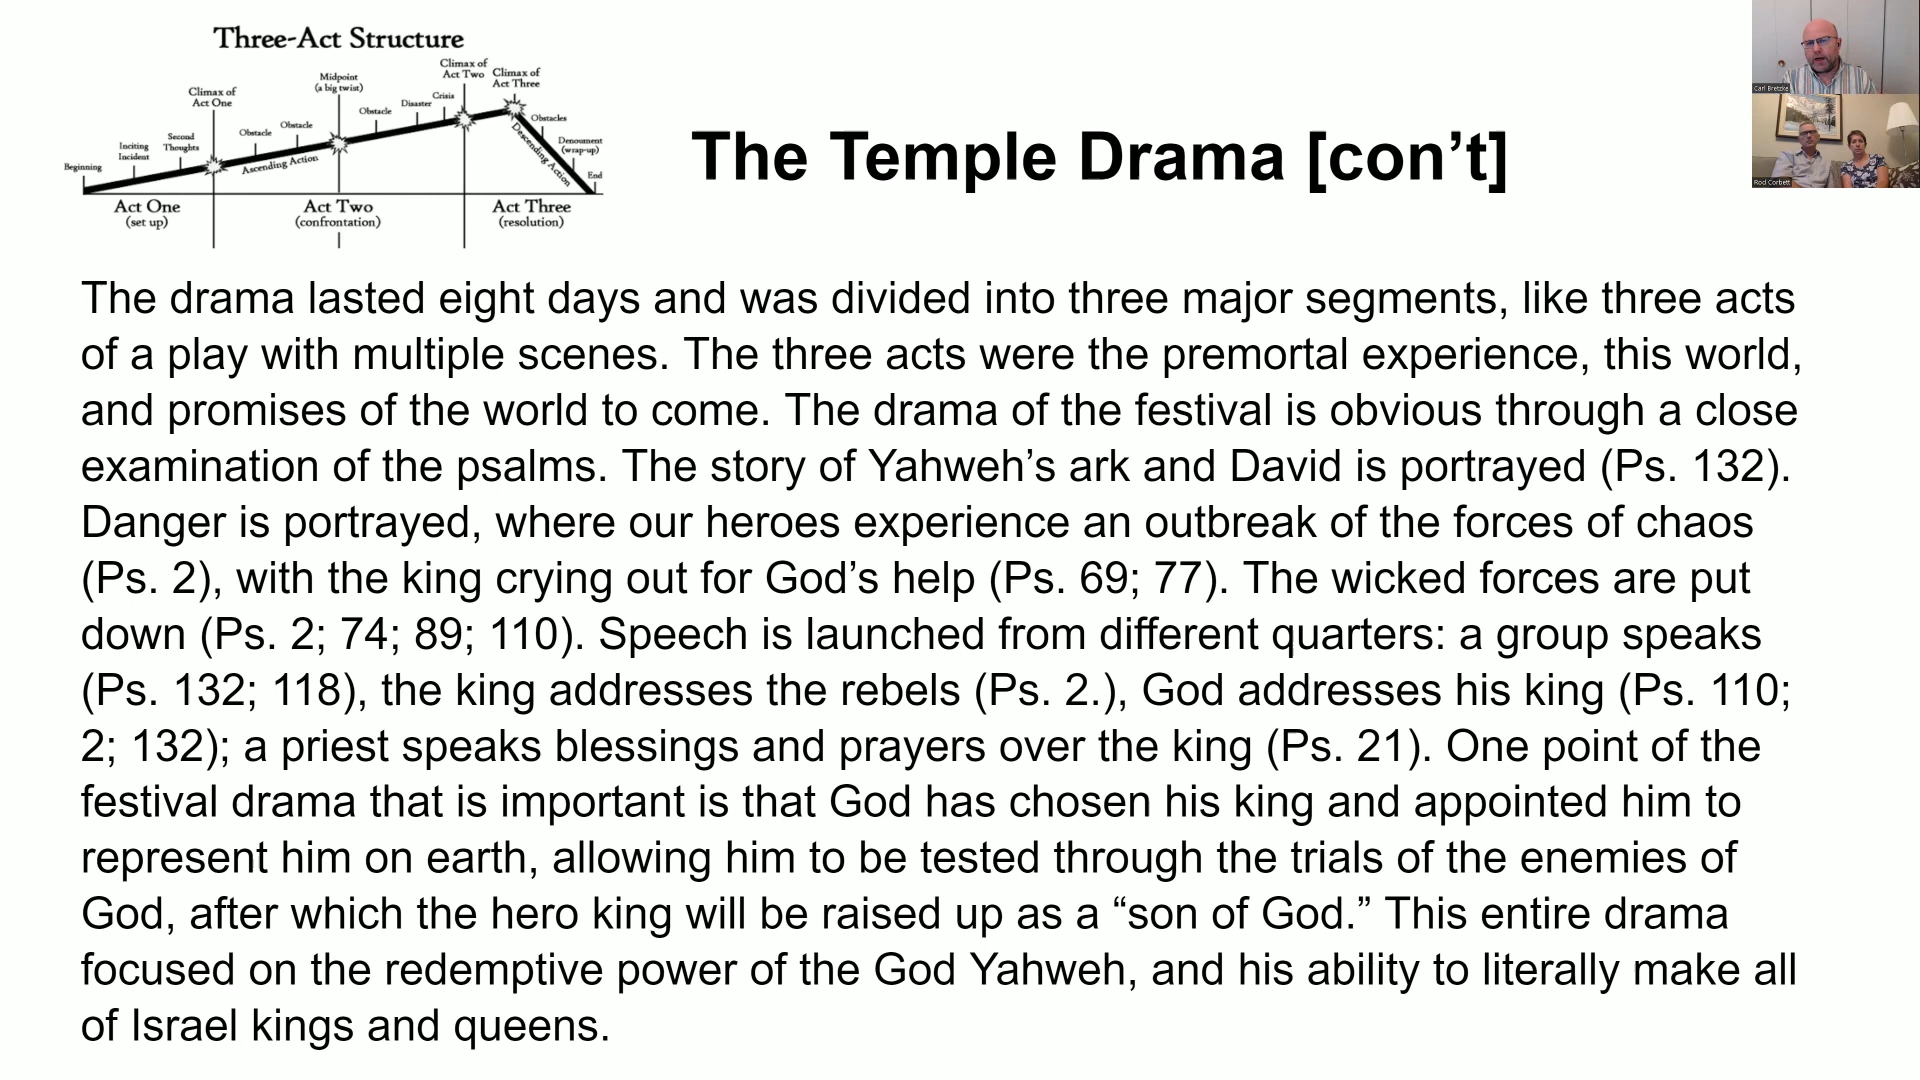 Three-Act Structure
Climax of
Act One
Midpoint
(a big twist)
Climax of
Act Two
Climax of
Act Three
Beginning
Inciting
Incident
Second
Thoughts
Obstacle
Obstacle
Obstacle
Disaster
Crisis
Obstacles
Denoument
(wrap-up)
End
Ascending Action
Descending Action
Act One
(set up)
Act Two
(confrontation)
Act Three
(resolution)
The Temple Drama [con’t]
Carl Bretzke
Rod Corbett
The drama lasted eight days and was divided into three major segments, like three acts
of a play with multiple scenes. The three acts were the premortal experience, this world,
and promises of the world to come. The drama of the festival is obvious through a close
examination of the psalms. The story of Yahweh’s ark and David is portrayed (Ps. 132).
Danger is portrayed, where our heroes experience an outbreak of the forces of chaos
(Ps. 2), with the king crying out for God’s help (Ps. 69; 77). The wicked forces are put
down (Ps. 2; 74; 89; 110). Speech is launched from different quarters: a group speaks
(Ps. 132; 118), the king addresses the rebels (Ps. 2.), God addresses his king (Ps. 110;
2; 132); a priest speaks blessings and prayers over the king (Ps. 21). One point of the
festival drama that is important is that God has chosen his king and appointed him to
represent him on earth, allowing him to be tested through the trials of the enemies of
God, after which the hero king will be raised up as a “son of God.” This entire drama
focused on the redemptive power of the God Yahweh, and his ability to literally make all
of Israel kings and queens.